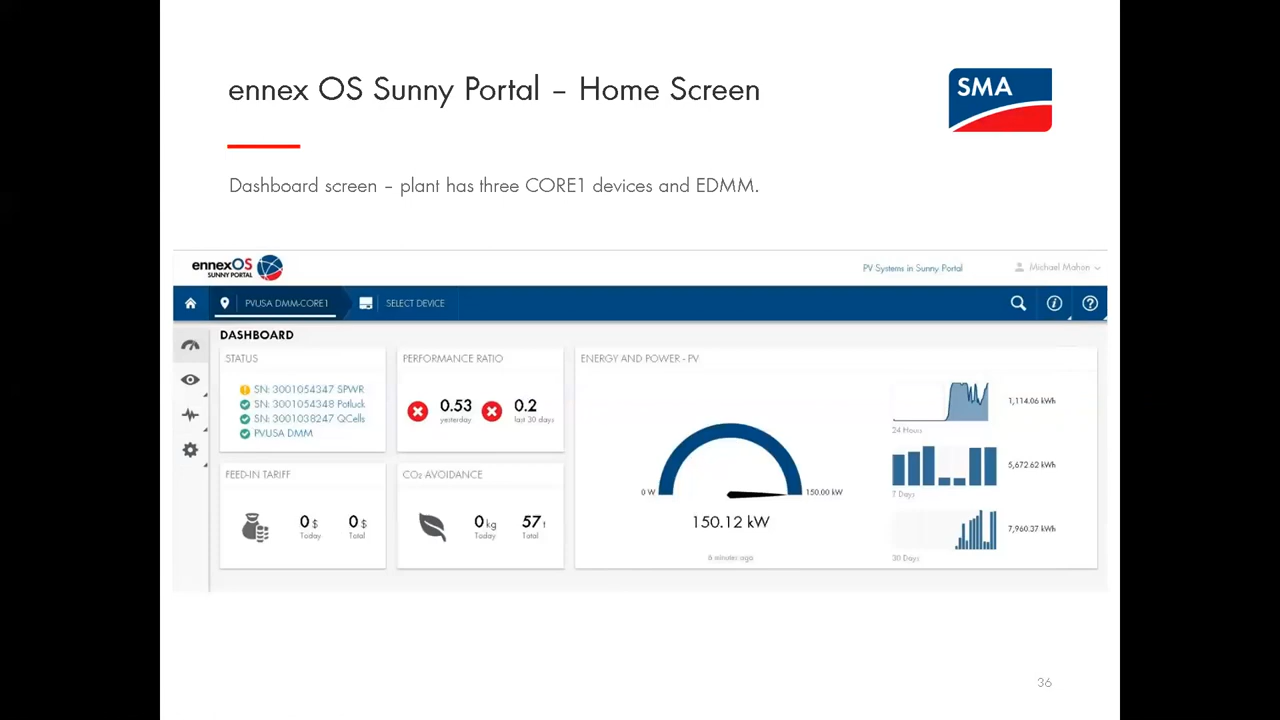 ennex OS Sunny Portal – Home Screen
SMA
Dashboard screen – plant has three CORE1 devices and EDMM.
ennexOS
SUNNY PORTAL
PV Systems in Sunny Portal
Michael Mahon
PVUSA DMM-CORE1
SELECT DEVICE
DASHBOARD
STATUS
SN: 3001054347 SPWR
SN: 3001054348 Potluck
SN: 3001038247 QCells
PVUSA DMM
PERFORMANCE RATIO
0.53
yesterday
0.2
last 30 days
FEED-IN TARIFF
0 $
Today
0 $
Total
CO₂ AVOIDANCE
0 kg
Today
57 t
Total
ENERGY AND POWER - PV
0 W
150.00 kW
150.12 kW
6 minutes ago
1,114.06 kWh
24 Hours
5,672.62 kWh
7 Days
7,960.37 kWh
30 Days
36